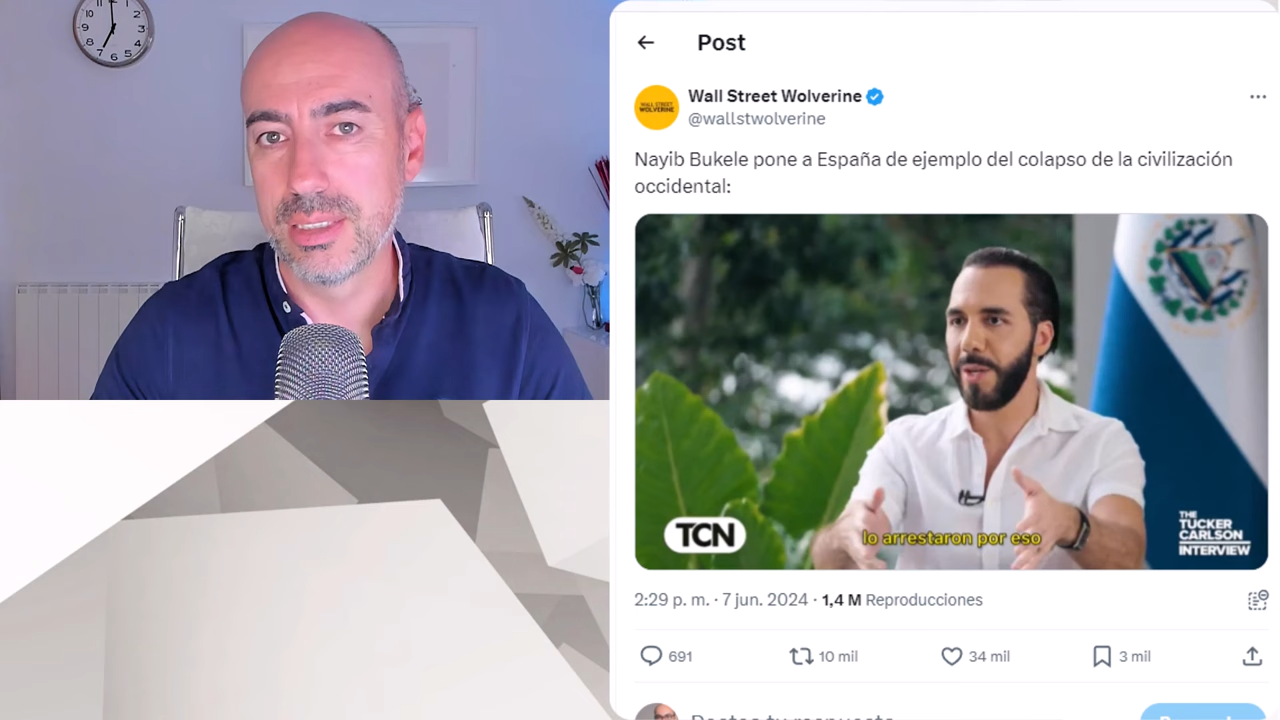 Post
Wall Street Wolverine
@wallstwolverine
Nayib Bukele pone a España de ejemplo del colapso de la civilización
occidental:
TCN
lo arrestaron por eso
THE
TUCKER
CARLSON
INTERVIEW
2:29 p. m. · 7 jun. 2024 · 1,4 M Reproducciones
691
10 mil
34 mil
3 mil